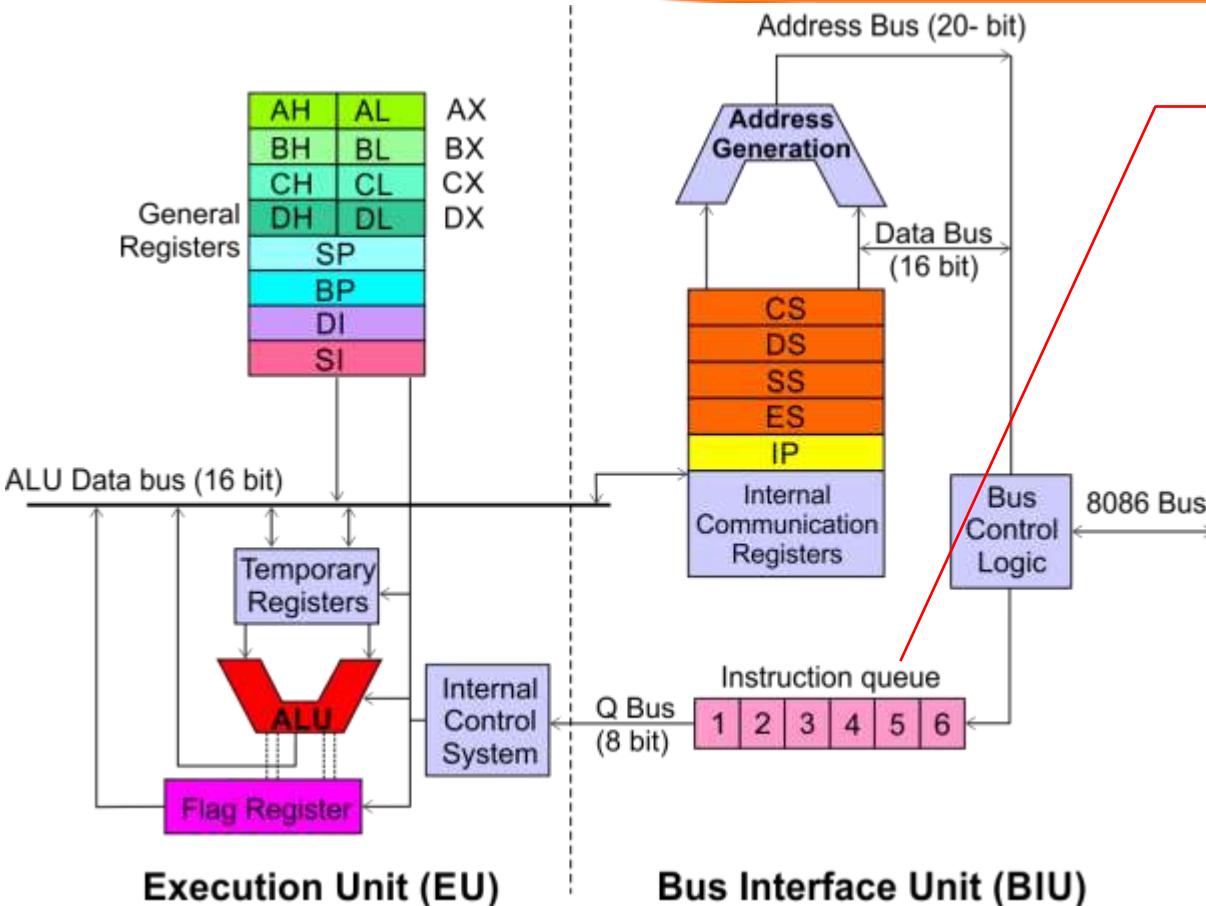 Address Bus (20- bit)
AH AL AX
BH BL BX
CH CL CX
DH DL DX
General
Registers
SP
BP
DI
SI
Address
Generation
Data Bus
(16 bit)
CS
DS
SS
ES
IP
Internal
Communication
Registers
Bus
Control
Logic
8086 Bus
ALU Data bus (16 bit)
Temporary
Registers
ALU
Internal
Control
System
Flag Register
Q Bus
(8 bit)
Instruction queue
1 2 3 4 5 6
Execution Unit (EU)
Bus Interface Unit (BIU)